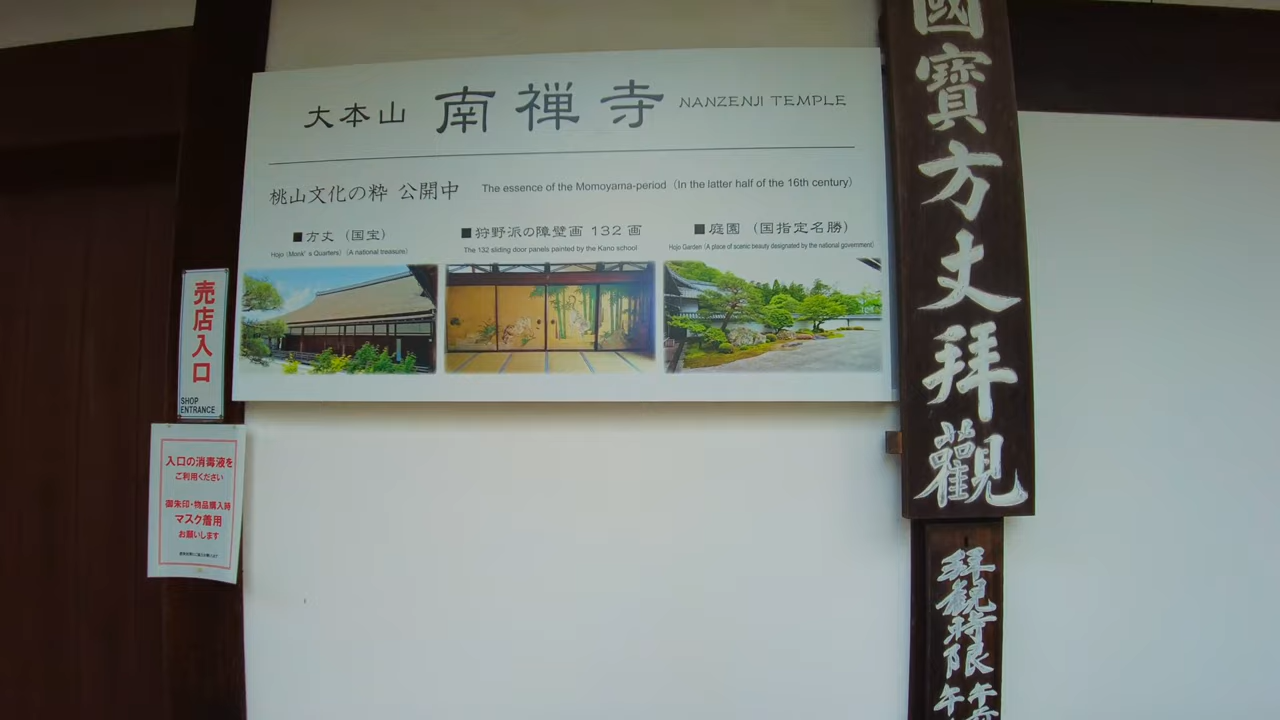 大本山 南禅寺 NANZENJI TEMPLE
桃山文化の粋 公開中 The essence of the Momoyama-period (In the latter half of the 16th century)
■方丈（国宝）
Hojo (Monk's Quarters) (A national treasure)
■狩野派の障壁画 132 画
The 132 sliding door panels painted by the Kano school
■庭園（国指定名勝）
Hojo Garden (A place of scenic beauty designated by the national government)
売店入口
SHOP
ENTRANCE
入口の消毒液を
ご利用ください
御朱印・物品購入時
マスク着用
お願いします
國寶方丈拜觀
拜觀時限